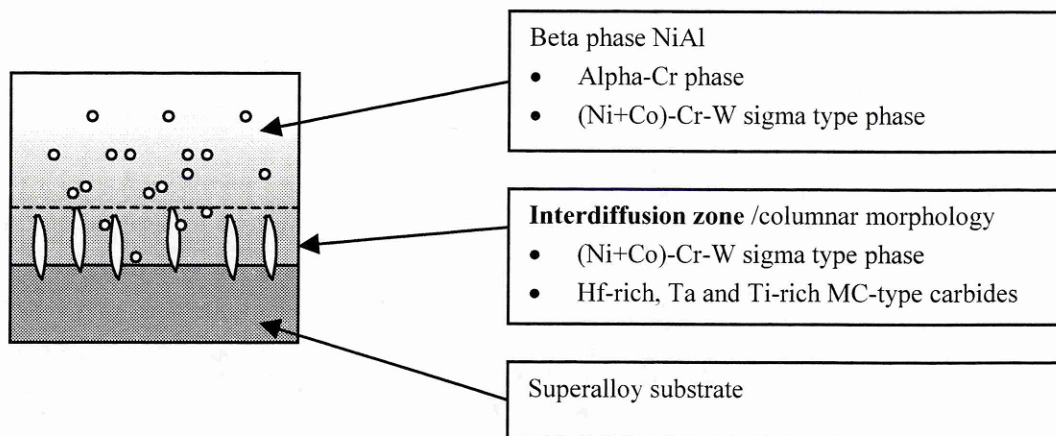 Beta phase NiAl
• Alpha-Cr phase
• (Ni+Co)-Cr-W sigma type phase
Interdiffusion zone /columnar morphology
• (Ni+Co)-Cr-W sigma type phase
• Hf-rich, Ta and Ti-rich MC-type carbides
Superalloy substrate